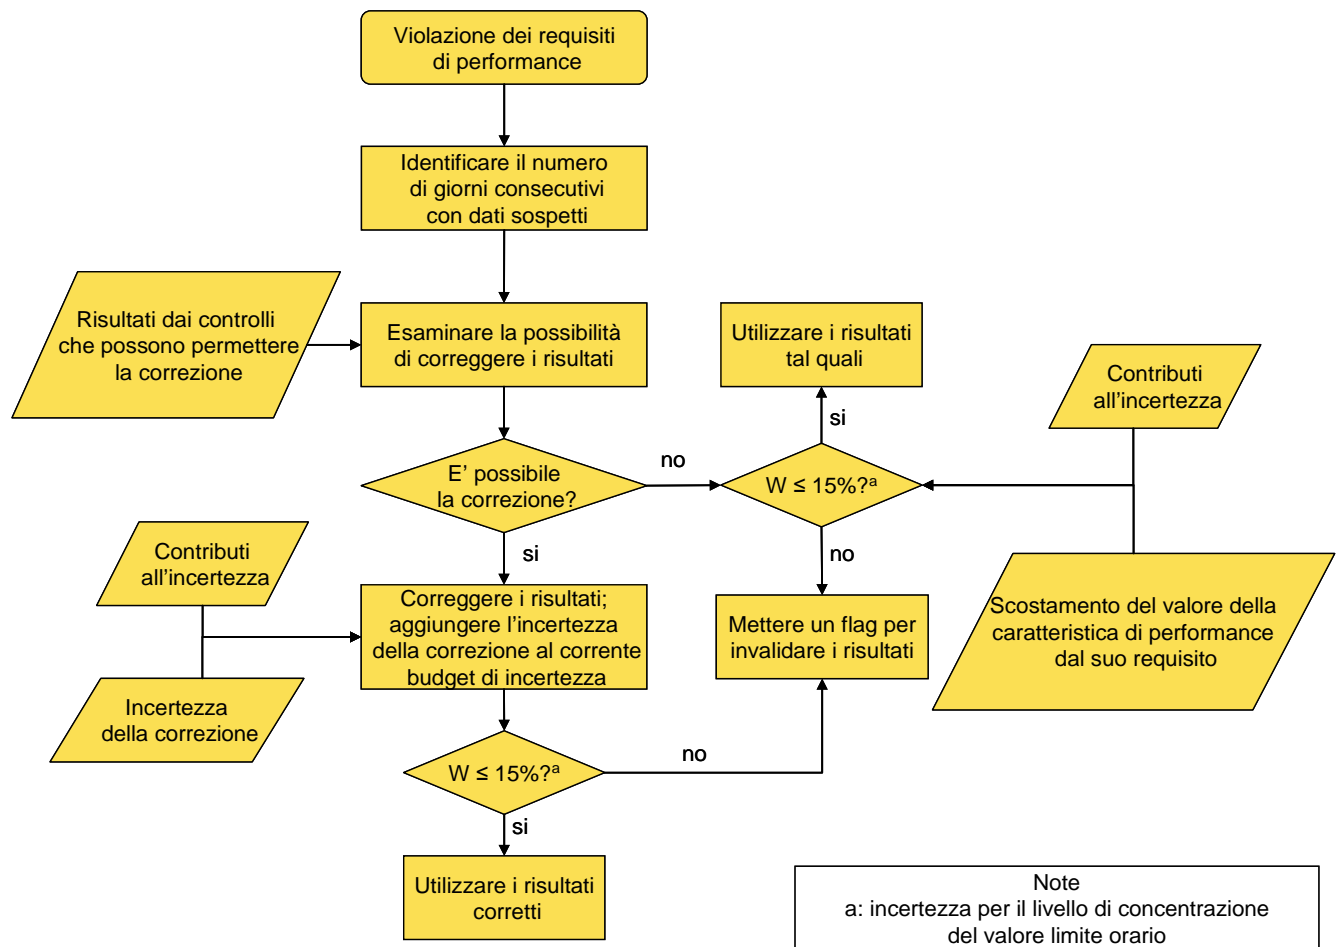 Violazione dei requisiti
di performance
Identificare il numero
di giorni consecutivi
con dati sospetti
Risultati dai controlli
che possono permettere
la correzione
Esaminare la possibilità
di correggere i risultati
Utilizzare i risultati
tal quali
Contributi
all'incertezza
si
E' possibile
la correzione?
no
W ≤ 15%?ª
si
no
Contributi
all'incertezza
Correggere i risultati;
aggiungere l'incertezza
della correzione al corrente
budget di incertezza
Mettere un flag per
invalidare i risultati
Scostamento del valore della
caratteristica di performance
dal suo requisito
Incertezza
della correzione
W ≤ 15%?ª
no
si
Utilizzare i risultati
corretti
Note
a: incertezza per il livello di concentrazione
del valore limite orario